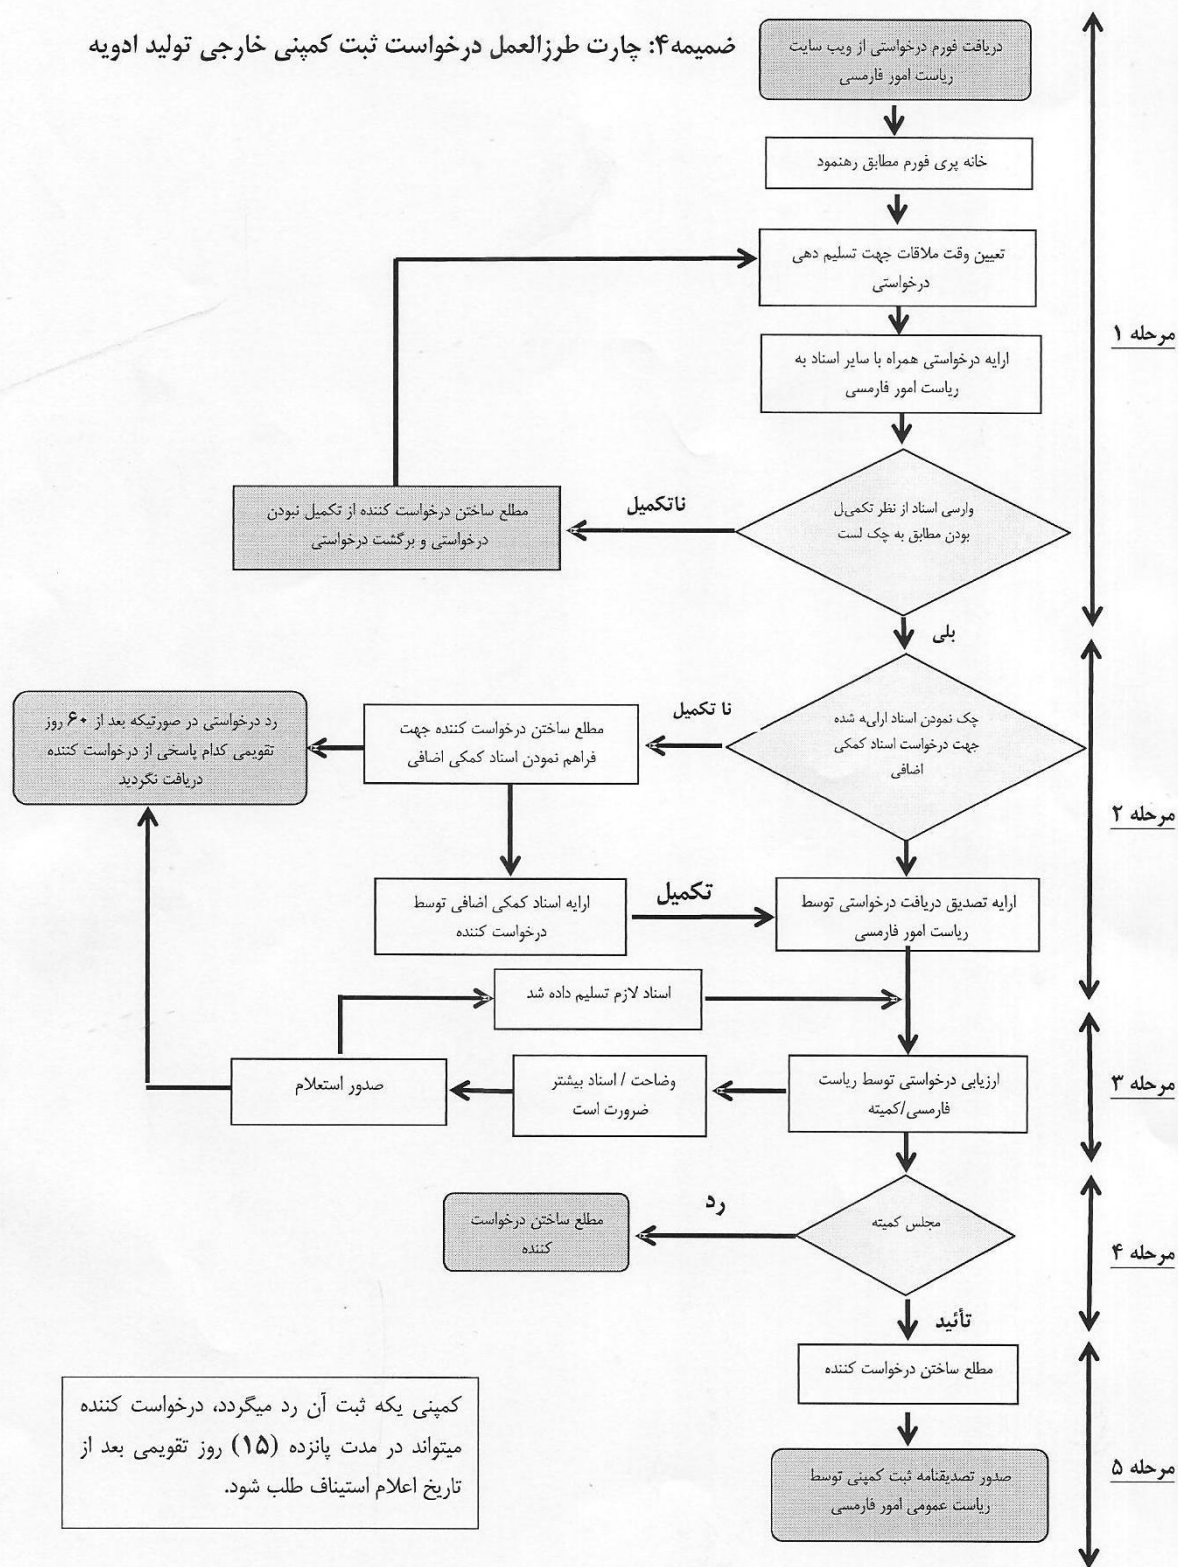 ضمیمه۴: چارت طرزالعمل درخواست ثبت کمپنی خارجی تولید ادویه
دریافت فورم درخواستی از ویب سایت
ریاست امور فارمسی
خانه پری فورم مطابق رهنمود
تعیین وقت ملاقات جهت تسلیم دهی
درخواستی
مرحله ۱
ارایه درخواستی همراه با سایر اسناد به
ریاست امور فارمسی
وارسی اسناد از نظر تکمیل
بودن مطابق به چک لست
ناتکمیل
مطلع ساختن درخواست کننده از تکمیل نبودن
درخواستی و برگشت درخواستی
بلی
چک نمودن اسناد ارایه شده
جهت درخواست اسناد کمکی
اضافی
نا تکمیل
مطلع ساختن درخواست کننده جهت
فراهم نمودن اسناد کمکی اضافی
رد درخواستی در صورتیکه بعد از ۶۰ روز
تقویمی کدام پاسخی از درخواست کننده
دریافت نگردید
مرحله ۲
ارایه تصدیق دریافت درخواستی توسط
ریاست امور فارمسی
تکمیل
ارایه اسناد کمکی اضافی توسط
درخواست کننده
اسناد لازم تسلیم داده شد
مرحله ۳
ارزیابی درخواستی توسط ریاست
فارمسی/کمیته
وضاحت / اسناد بیشتر
ضرورت است
صدور استعلام
مجلس کمیته
رد
مطلع ساختن درخواست
کننده
مرحله ۴
تأئید
مطلع ساختن درخواست کننده
مرحله ۵
صدور تصدیقنامه ثبت کمپنی توسط
ریاست عمومی امور فارمسی
کمپنی یکه ثبت آن رد میگردد، درخواست کننده
میتواند در مدت پانزده (۱۵) روز تقویمی بعد از
تاریخ اعلام استیناف طلب شود.